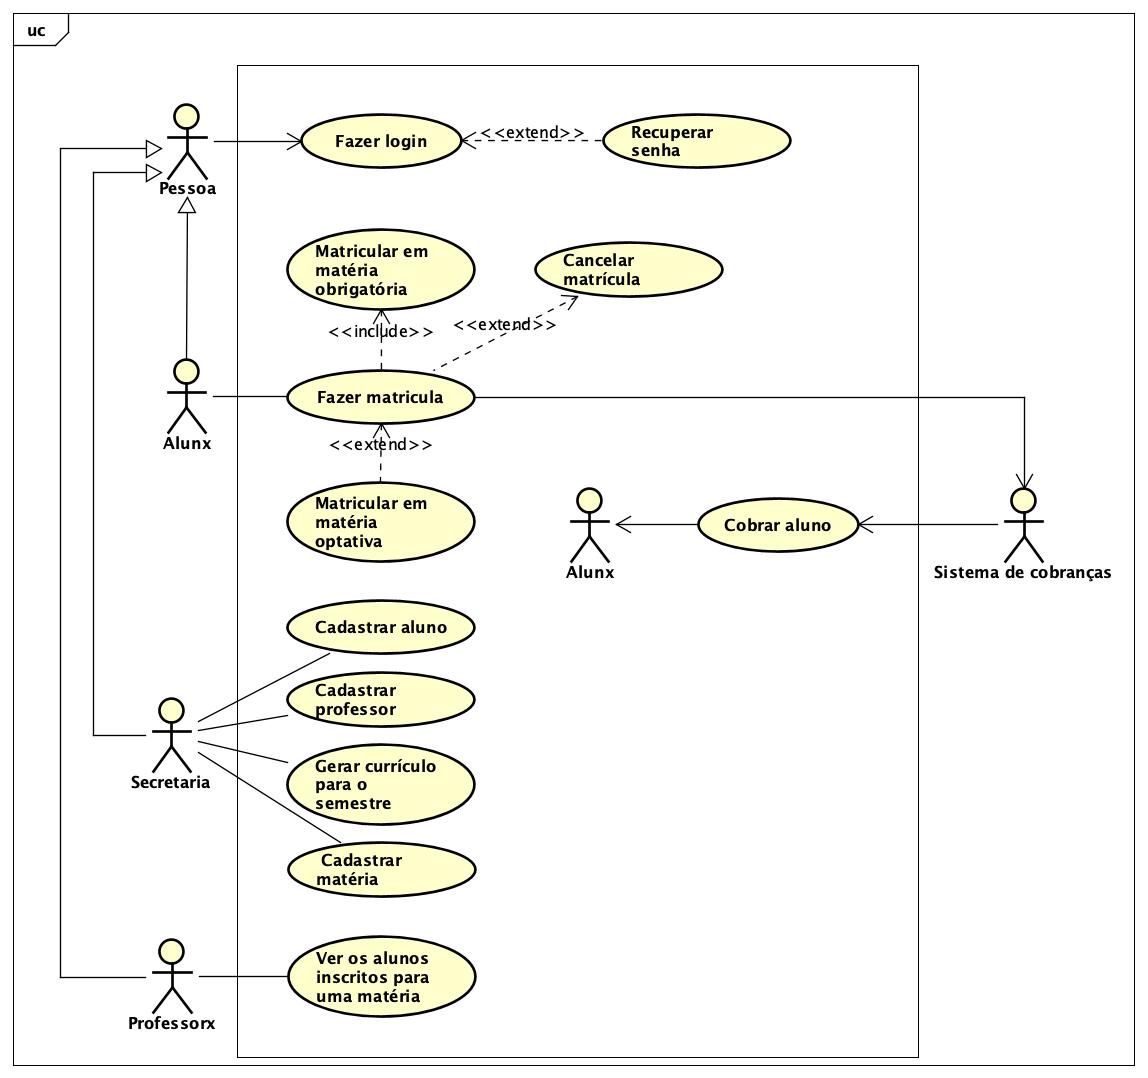 uc
Pessoa
Fazer login
<<extend>>
Recuperar
senha
Matricular em
matéria
obrigatória
Cancelar
matrícula
<<include>>
<<extend>>
Alunx
Fazer matricula
<<extend>>
Matricular em
matéria
optativa
Alunx
Cobrar aluno
Sistema de cobranças
Cadastrar aluno
Cadastrar
professor
Secretaria
Gerar currículo
para o
semestre
Cadastrar
matéria
Professorx
Ver os alunos
inscritos para
uma matéria